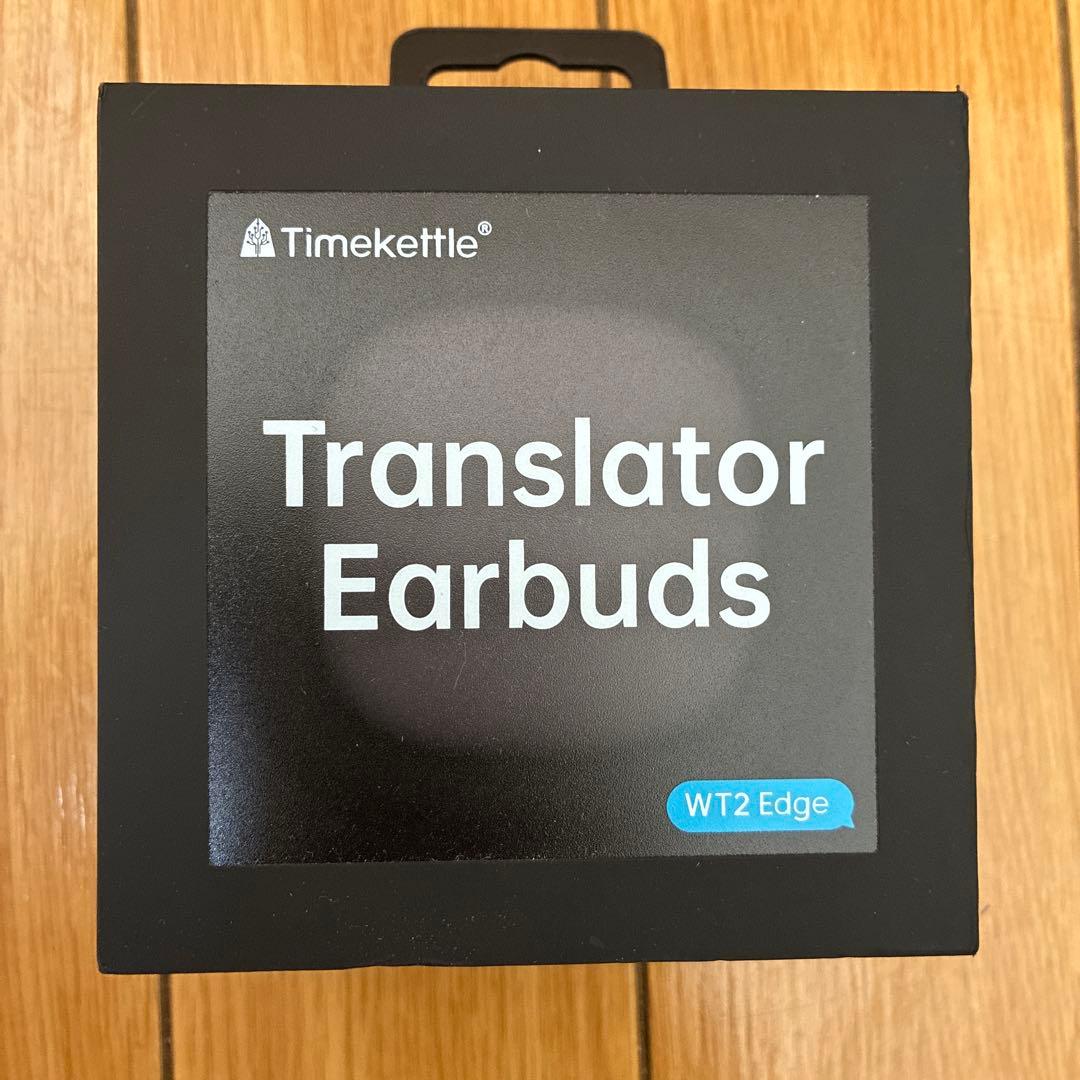 Timekettle®
Translator
Earbuds
WT2 Edge